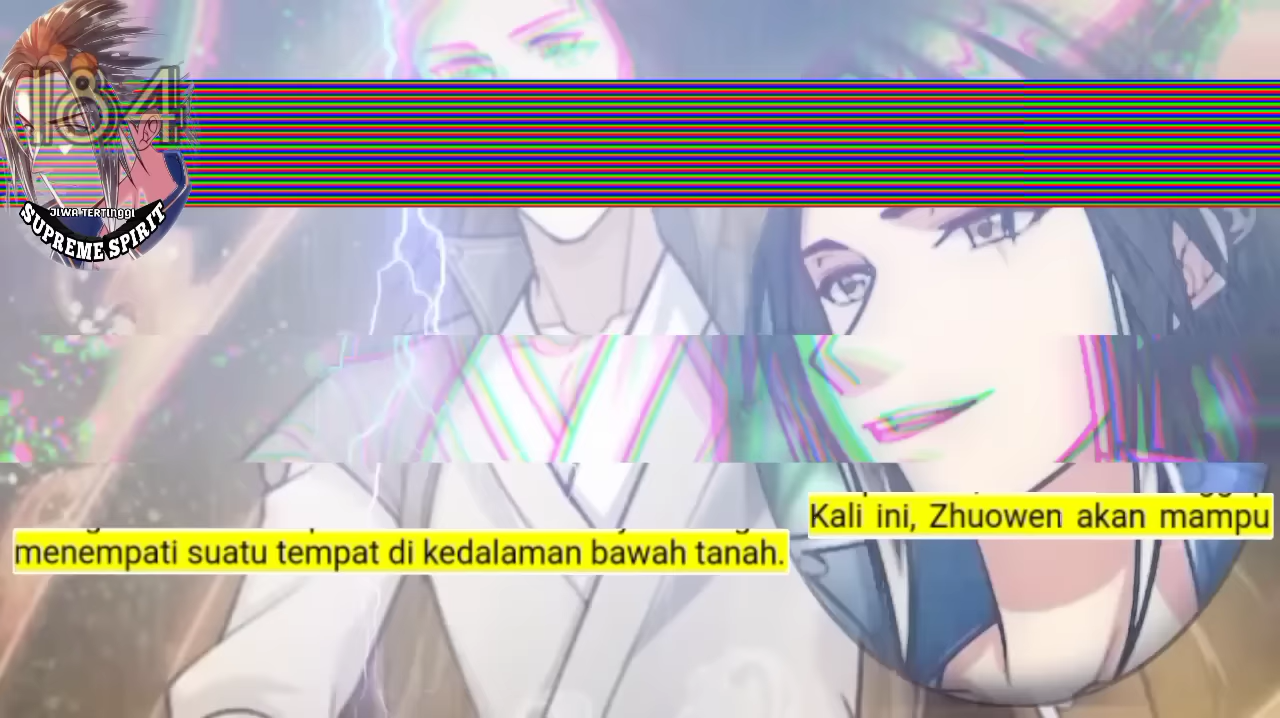 184
JIWA TERTINGGI
SUPREME SPIRIT
Kali ini, Zhuowen akan mampu
menempati suatu tempat di kedalaman bawah tanah.